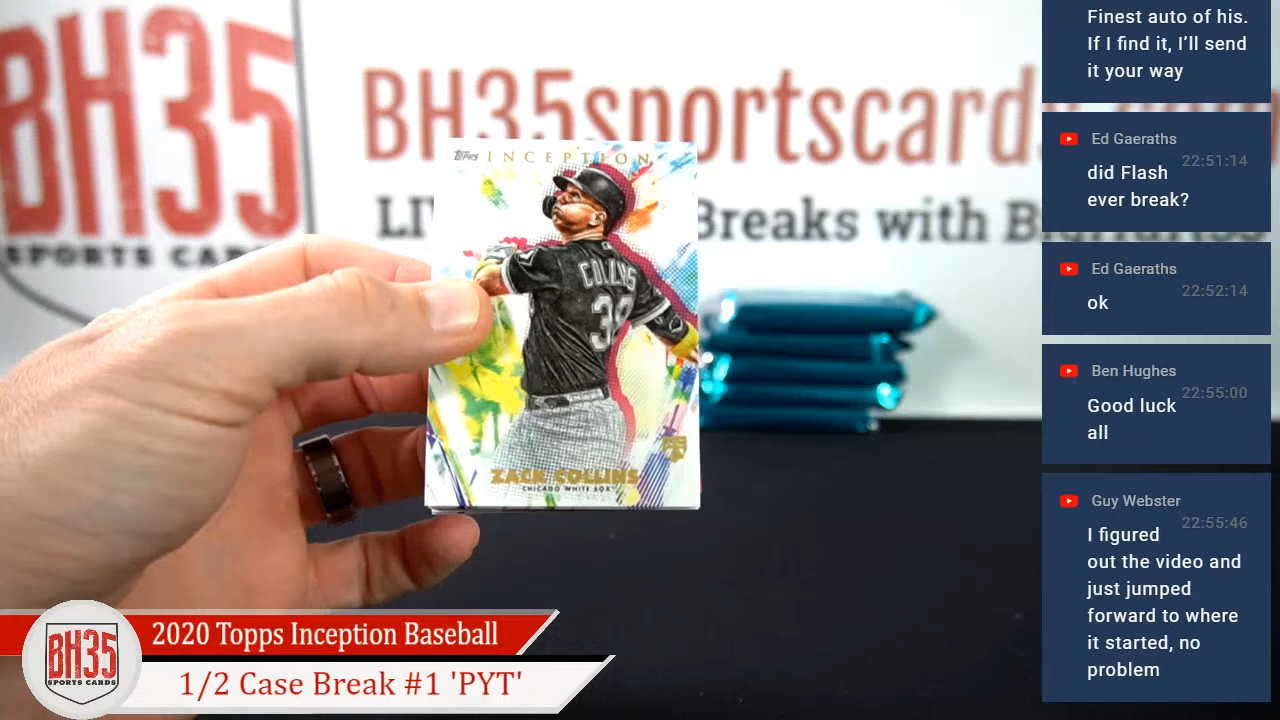 BH35
SPORTS CARDS
BH35sportscards
LI
Breaks with
Topps INCEPTION
COLLINS
ZACK COLLINS
CHICAGO WHITE SOX
Finest auto of his.
If I find it, I’ll send
it your way
Ed Gaeraths
22:51:14
did Flash
ever break?
Ed Gaeraths
22:52:14
ok
Ben Hughes
22:55:00
Good luck
all
Guy Webster
22:55:46
I figured
out the video and
just jumped
forward to where
it started, no
problem
BH35
SPORTS CARDS
2020 Topps Inception Baseball
1/2 Case Break #1 'PYT'